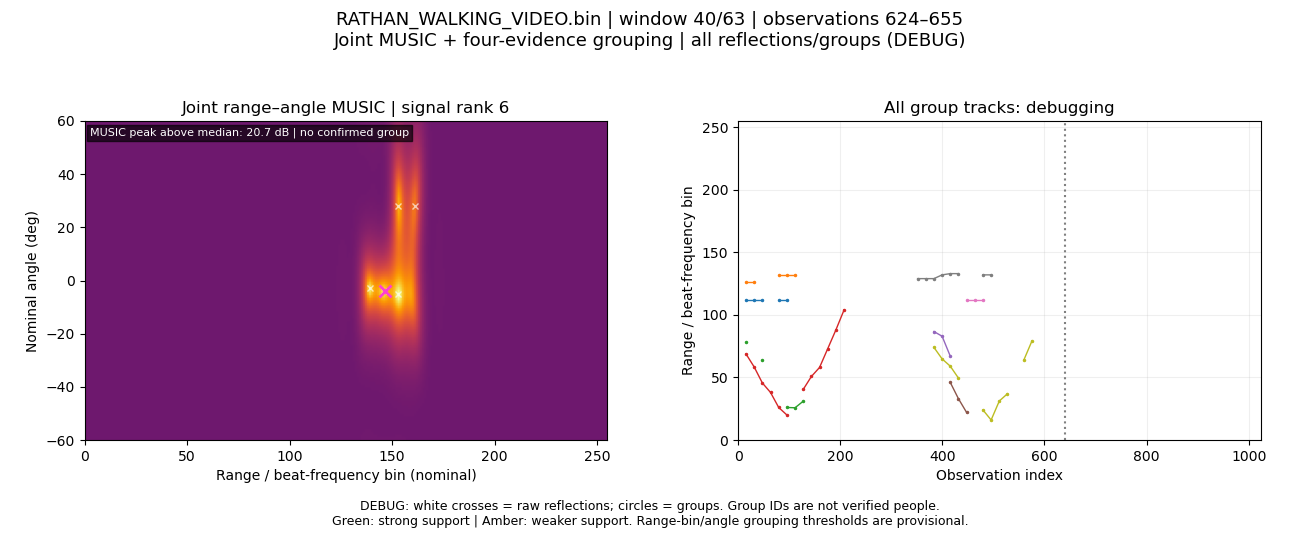 RATHAN_WALKING_VIDEO.bin | window 40/63 | observations 624–655
Joint MUSIC + four-evidence grouping | all reflections/groups (DEBUG)
Joint range–angle MUSIC | signal rank 6
MUSIC peak above median: 20.7 dB | no confirmed group
60
40
20
0
−20
−40
−60
Nominal angle (deg)
0
50
100
150
200
250
Range / beat-frequency bin (nominal)
All group tracks: debugging
250
200
150
100
50
0
Range / beat-frequency bin
0
200
400
600
800
1000
Observation index
DEBUG: white crosses = raw reflections; circles = groups. Group IDs are not verified people.
Green: strong support | Amber: weaker support. Range-bin/angle grouping thresholds are provisional.